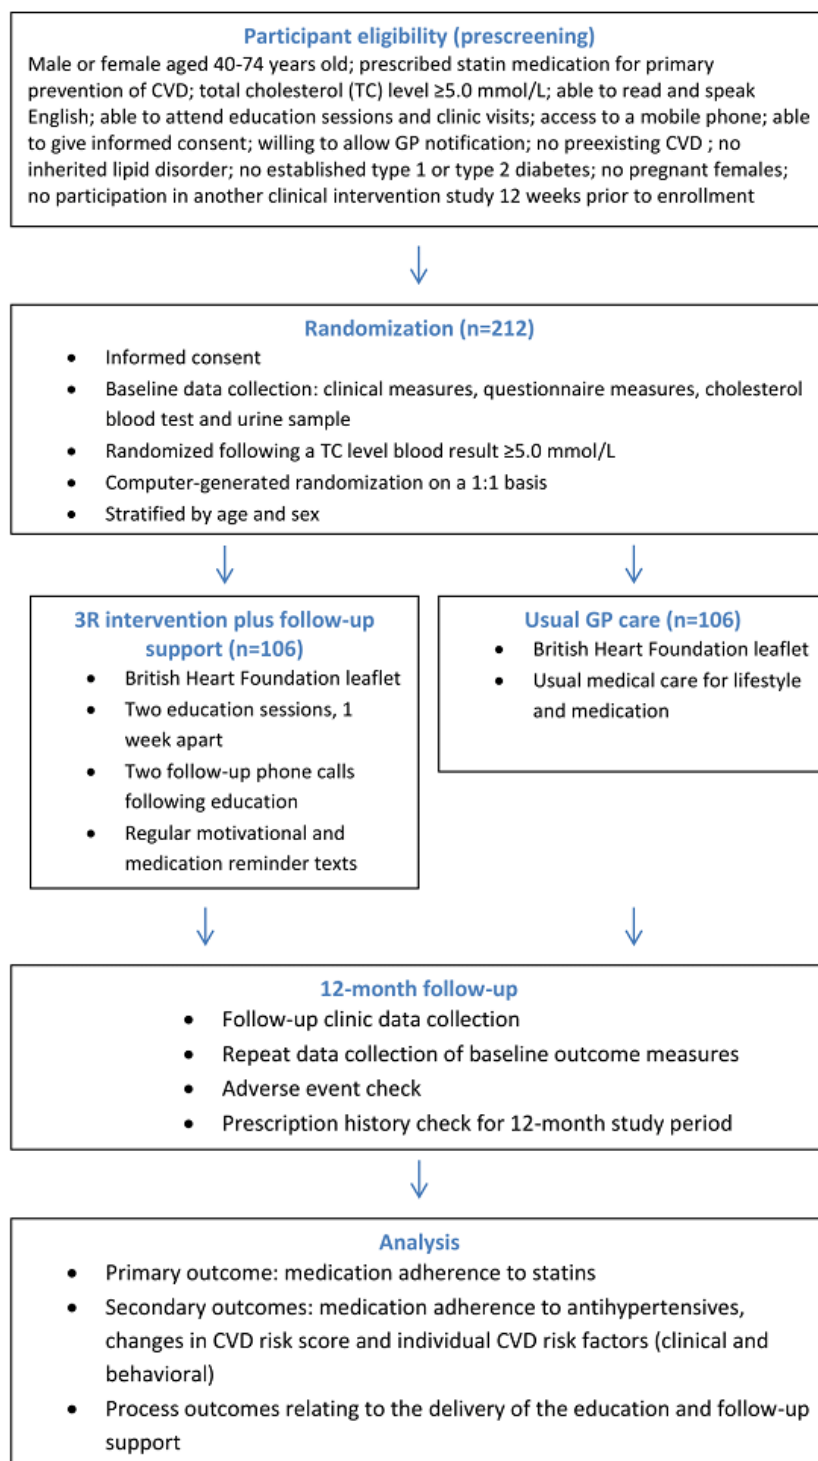 Participant eligibility (prescreening)
Male or female aged 40-74 years old; prescribed statin medication for primary
prevention of CVD; total cholesterol (TC) level ≥5.0 mmol/L; able to read and speak
English; able to attend education sessions and clinic visits; access to a mobile phone; able
to give informed consent; willing to allow GP notification; no preexisting CVD ; no
inherited lipid disorder; no established type 1 or type 2 diabetes; no pregnant females;
no participation in another clinical intervention study 12 weeks prior to enrollment
Randomization (n=212)
• Informed consent
• Baseline data collection: clinical measures, questionnaire measures, cholesterol
blood test and urine sample
• Randomized following a TC level blood result ≥5.0 mmol/L
• Computer-generated randomization on a 1:1 basis
• Stratified by age and sex
3R intervention plus follow-up
support (n=106)
• British Heart Foundation leaflet
• Two education sessions, 1
week apart
• Two follow-up phone calls
following education
• Regular motivational and
medication reminder texts
Usual GP care (n=106)
• British Heart Foundation leaflet
• Usual medical care for lifestyle
and medication
12-month follow-up
• Follow-up clinic data collection
• Repeat data collection of baseline outcome measures
• Adverse event check
• Prescription history check for 12-month study period
Analysis
• Primary outcome: medication adherence to statins
• Secondary outcomes: medication adherence to antihypertensives,
changes in CVD risk score and individual CVD risk factors (clinical and
behavioral)
• Process outcomes relating to the delivery of the education and follow-up
support